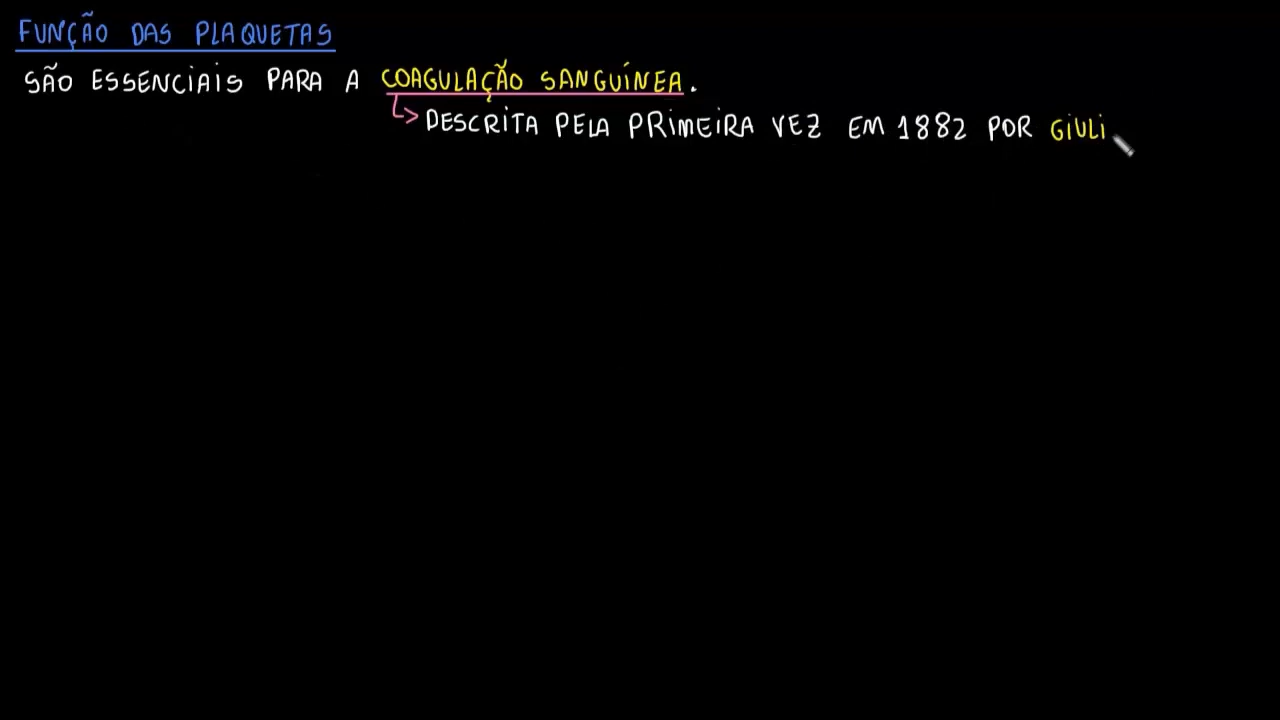 FUNÇÃO DAS PLAQUETAS
SÃO ESSENCIAIS PARA A COAGULAÇÃO SANGUÍNEA.
DESCRITA PELA PRIMEIRA VEZ EM 1882 POR GIULI